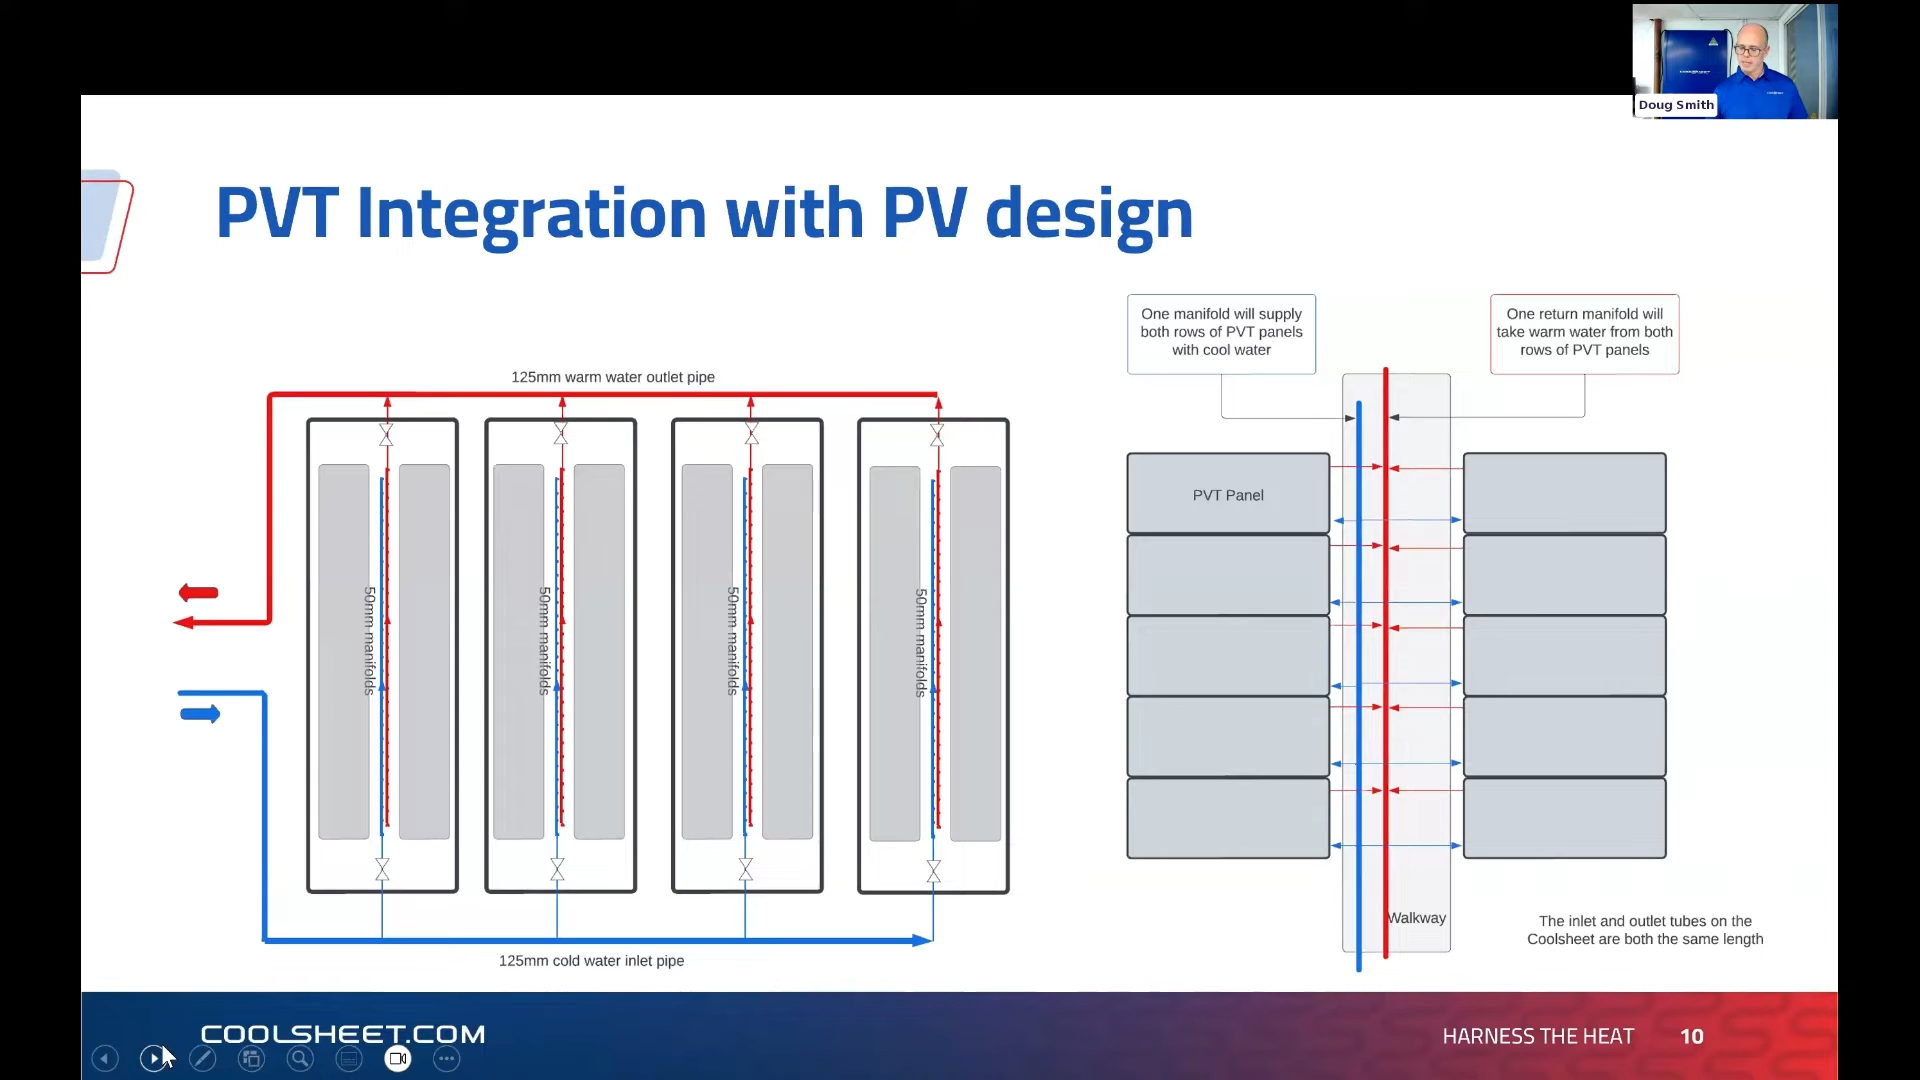 Doug Smith
PVT Integration with PV design
One manifold will supply
both rows of PVT panels
with cool water
One return manifold will
take warm water from both
rows of PVT panels
125mm warm water outlet pipe
50mm manifolds
50mm manifolds
50mm manifolds
50mm manifolds
125mm cold water inlet pipe
PVT Panel
Walkway
The inlet and outlet tubes on the
Coolsheet are both the same length
COOLSHEET.COM
HARNESS THE HEAT
10